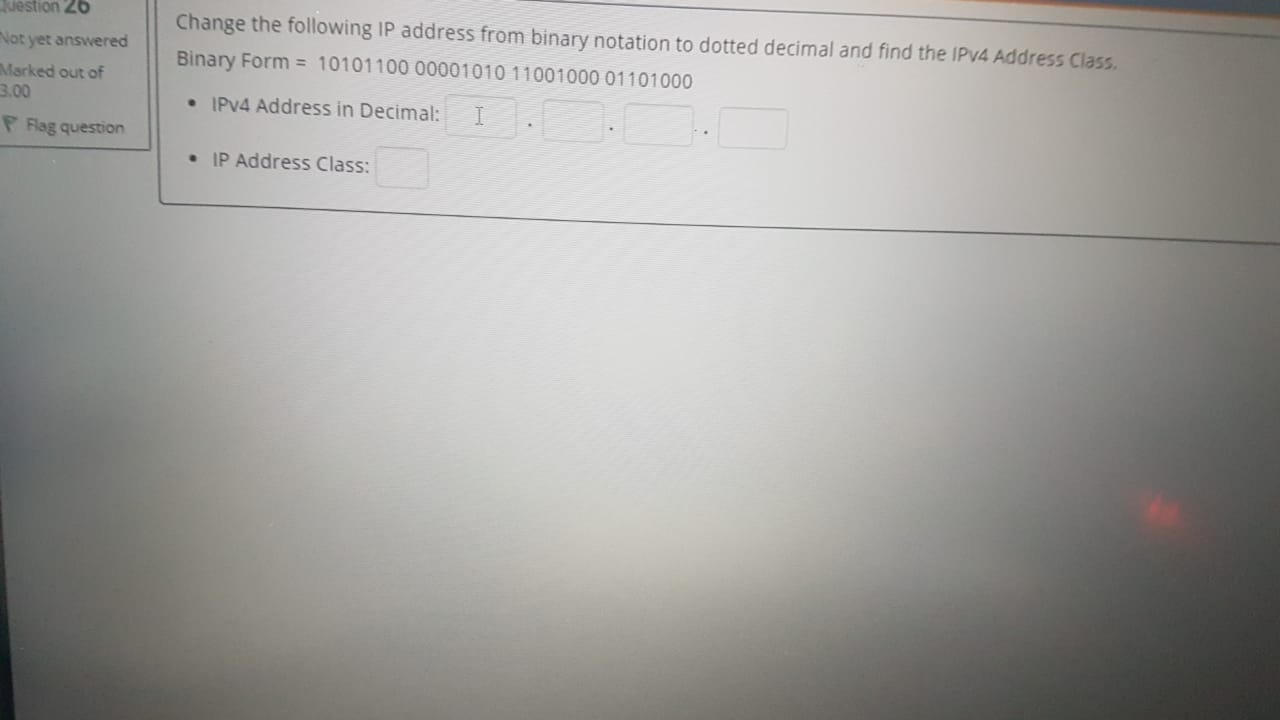 Question 26
Not yet answered
Marked out of
3.00
Flag question
Change the following IP address from binary notation to dotted decimal and find the IPv4 Address Class.
Binary Form = 10101100 00001010 11001000 01101000
• IPv4 Address in Decimal: . . . .
• IP Address Class: